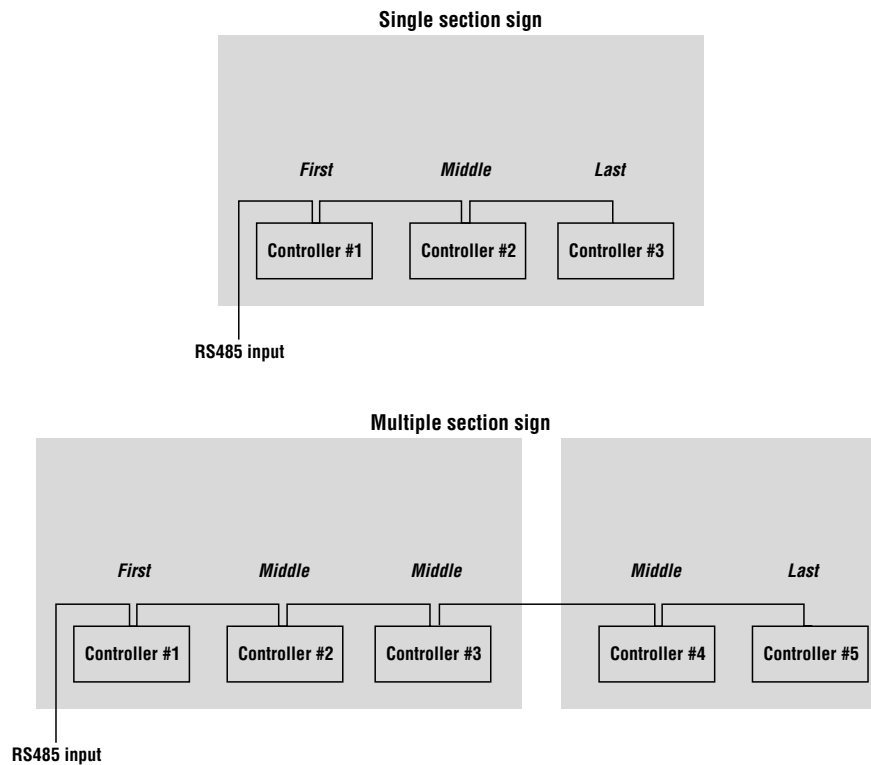 Single section sign
First Middle Last
Controller #1 Controller #2 Controller #3
RS485 input
Multiple section sign
First Middle Middle Middle Last
Controller #1 Controller #2 Controller #3 Controller #4 Controller #5
RS485 input